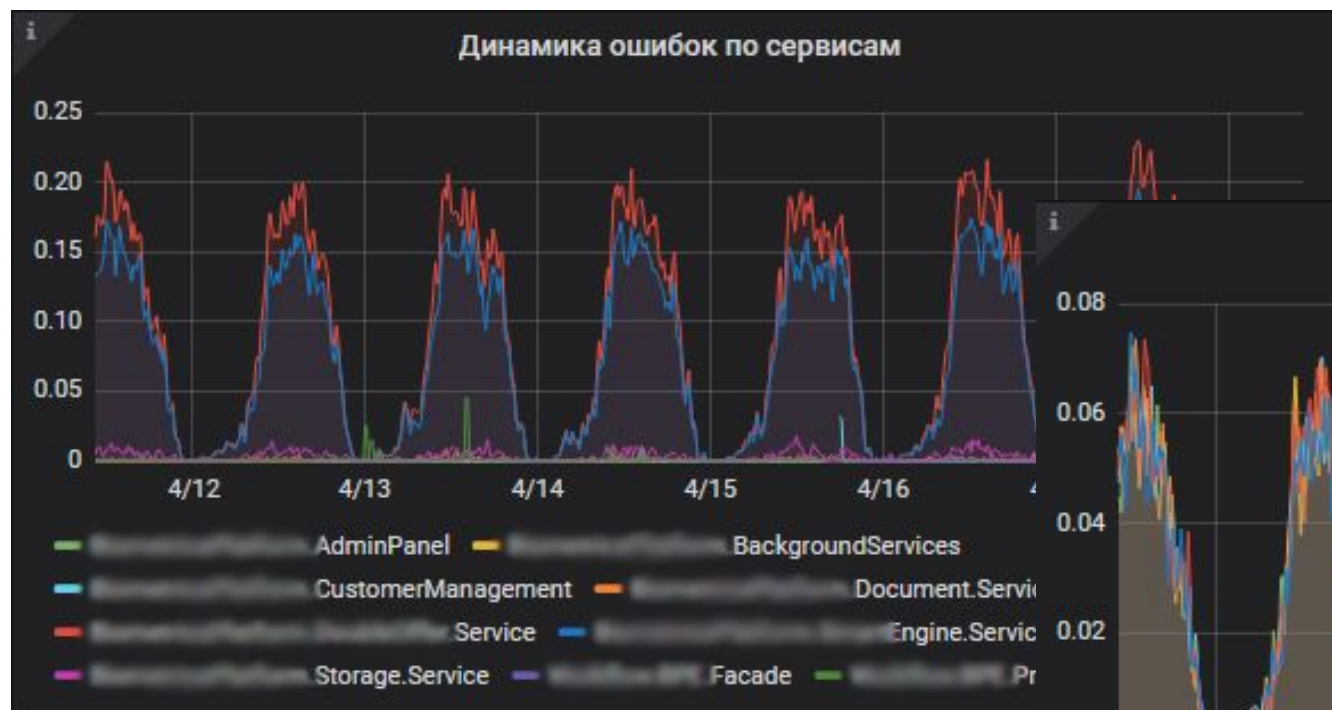 i
Динамика ошибок по сервисам
0.25
0.20
0.15
0.10
0.05
0
4/12 4/13 4/14 4/15 4/16
.AdminPanel .BackgroundServices
.CustomerManagement Document.Servic
.Service Engine.Servic
.Storage.Service .Facade .Pr
i
0.08
0.06
0.04
0.02